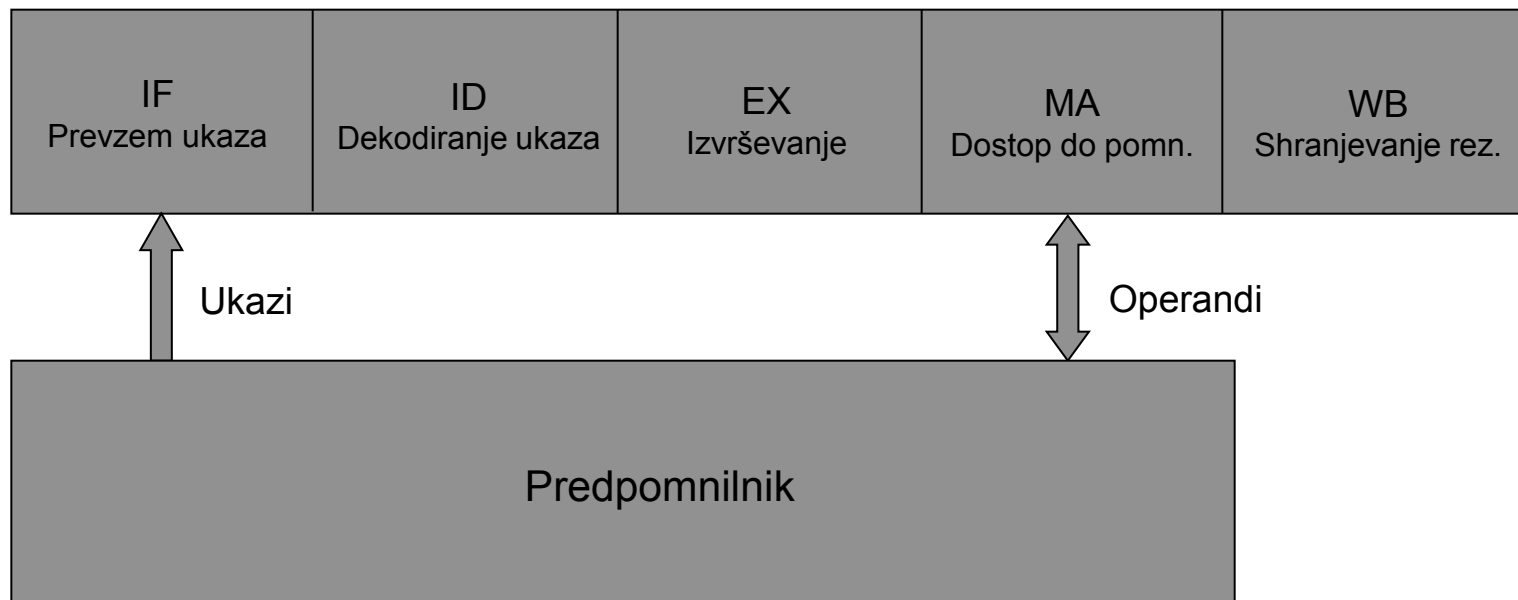 IF
Prevzem ukaza
ID
Dekodiranje ukaza
EX
Izvrševanje
MA
Dostop do pomn.
WB
Shranjevanje rez.
Ukazi
Operandi
Predpomnilnik